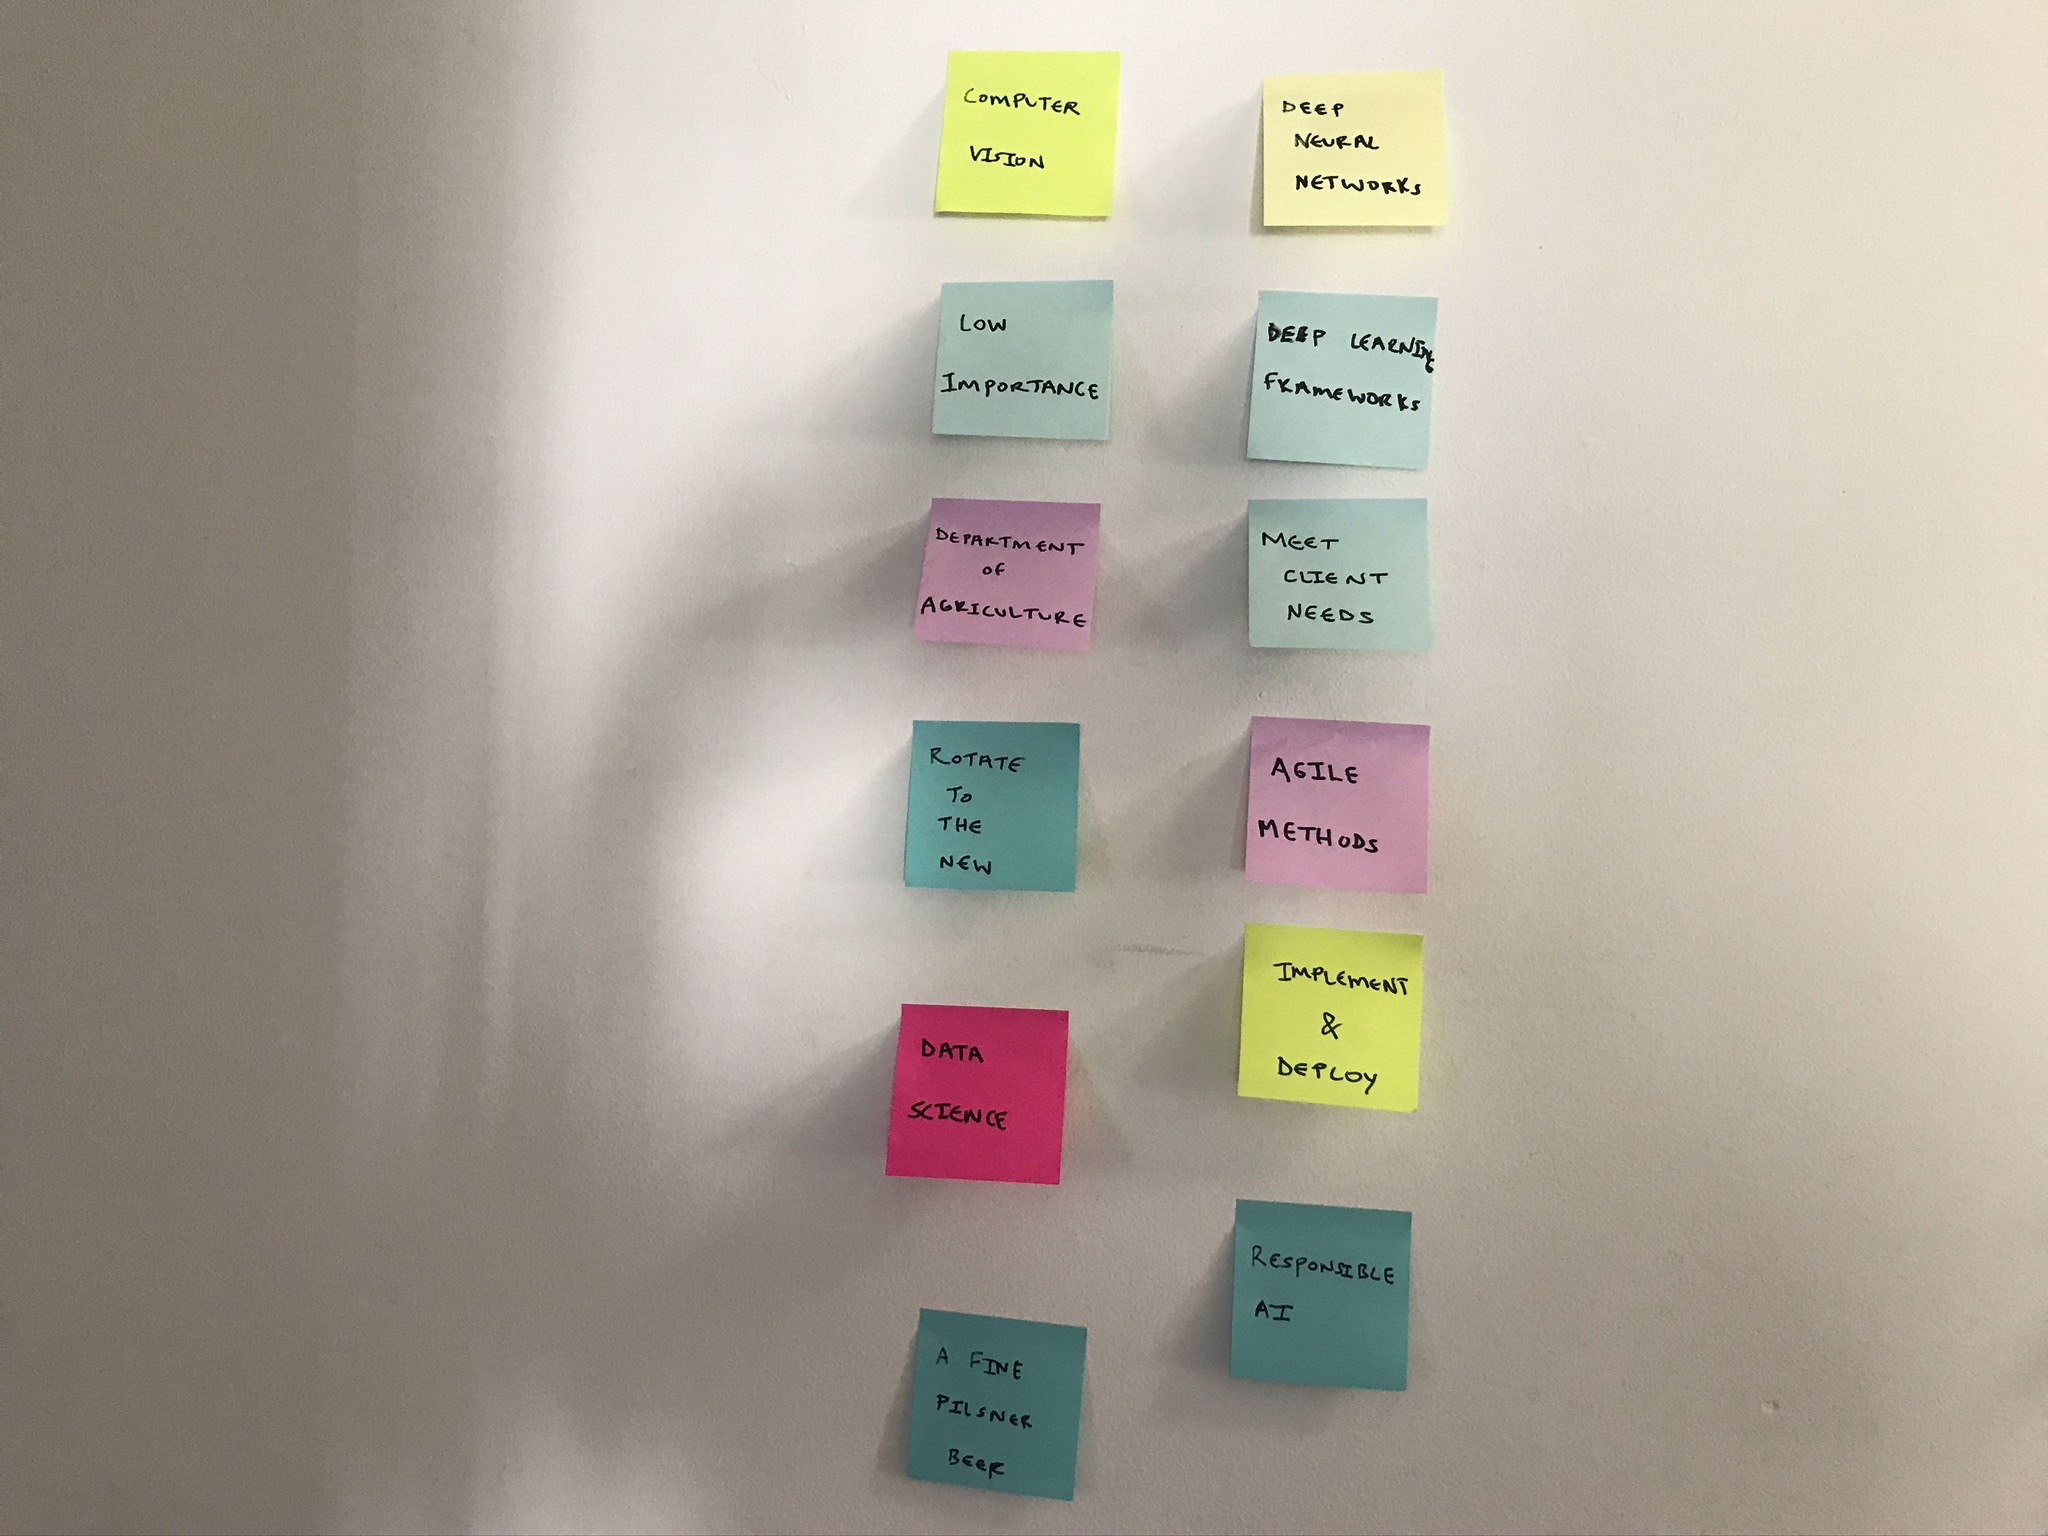 COMPUTER
VISION
LOW
IMPORTANCE
DEPARTMENT
OF
AGRICULTURE
ROTATE
TO
THE
NEW
DATA
SCIENCE
A FINE
PILSNER
BEER
DEEP
NEURAL
NETWORKS
DEEP LEARNING
FRAMEWORKS
MEET
CLIENT
NEEDS
AGILE
METHODS
IMPLEMENT
&
DEPLOY
RESPONSIBLE
AI